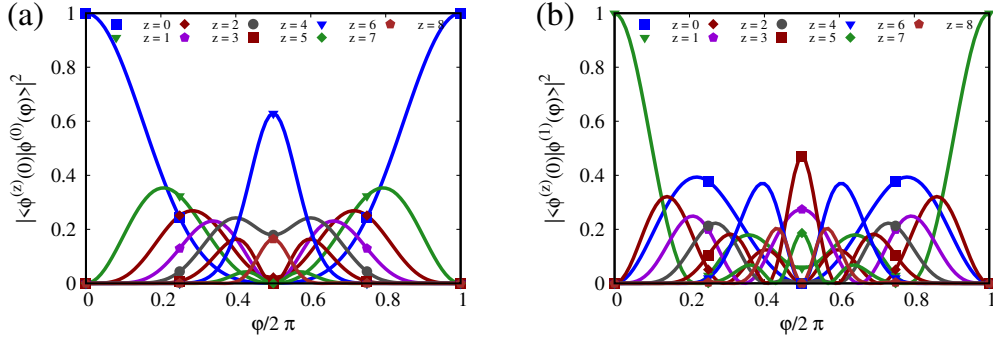 (a)
|<ϕ^(z)(0)|ϕ^(0)(φ)>|^2
1
0.8
0.6
0.4
0.2
0
z = 0 z = 2 z = 4 z = 6 z = 8
z = 1 z = 3 z = 5 z = 7
0 0.2 0.4 0.6 0.8 1
φ/2 π
(b)
|<ϕ^(z)(0)|ϕ^(1)(φ)>|^2
1
0.8
0.6
0.4
0.2
0
z = 0 z = 2 z = 4 z = 6 z = 8
z = 1 z = 3 z = 5 z = 7
0 0.2 0.4 0.6 0.8 1
φ/2 π